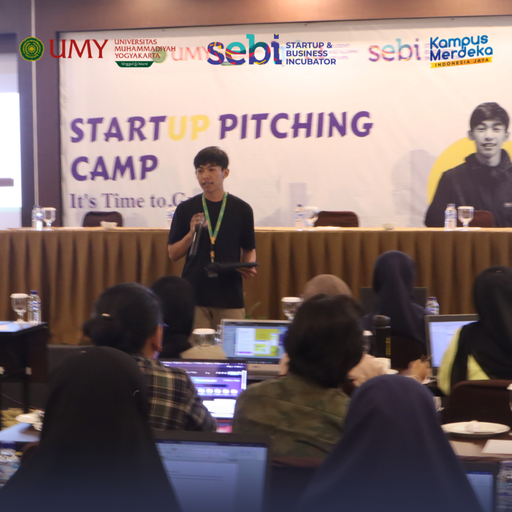 UMY
UNIVERSITAS
MUHAMMADIYAH
YOGYAKARTA
sebi
STARTUP &
BUSINESS
INCUBATOR
Kampus
Merdeka
INDONESIA JAYA
sebi
STARTUP PITCHING
CAMP
It's Time to